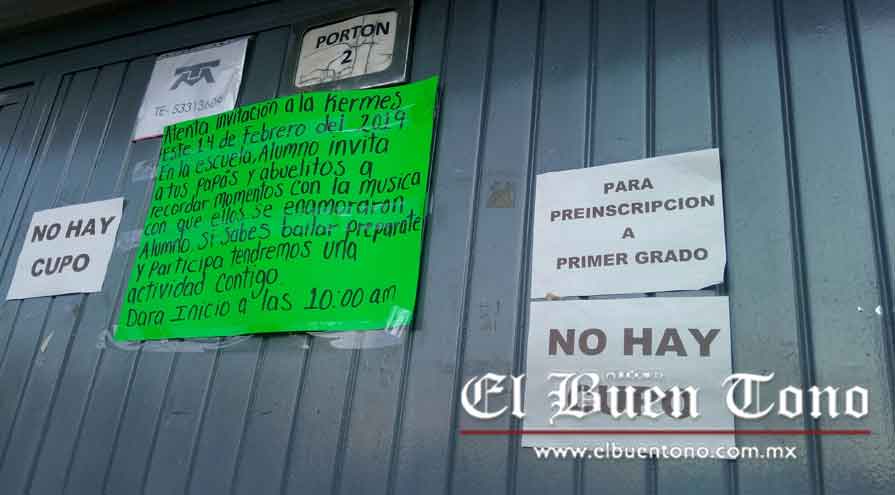 PORTON
2
TE: 53313609
Atenta Invitación a la Kermes
Este 14 de Febrero del 2019
En la escuela, Alumno invita
a tus papás y abuelitos a
recordar momentos con la musica
con que ellos se enamoraron
Alumno Si Sabes bailar Preparate
y Participa tendremos una
actividad contigo.
Dara Inicio a las 10:00 am
NO HAY
CUPO
PARA
PREINSCRIPCION
A
PRIMER GRADO
NO HAY
CUPO
El Buen Tono
www.elbuentono.com.mx